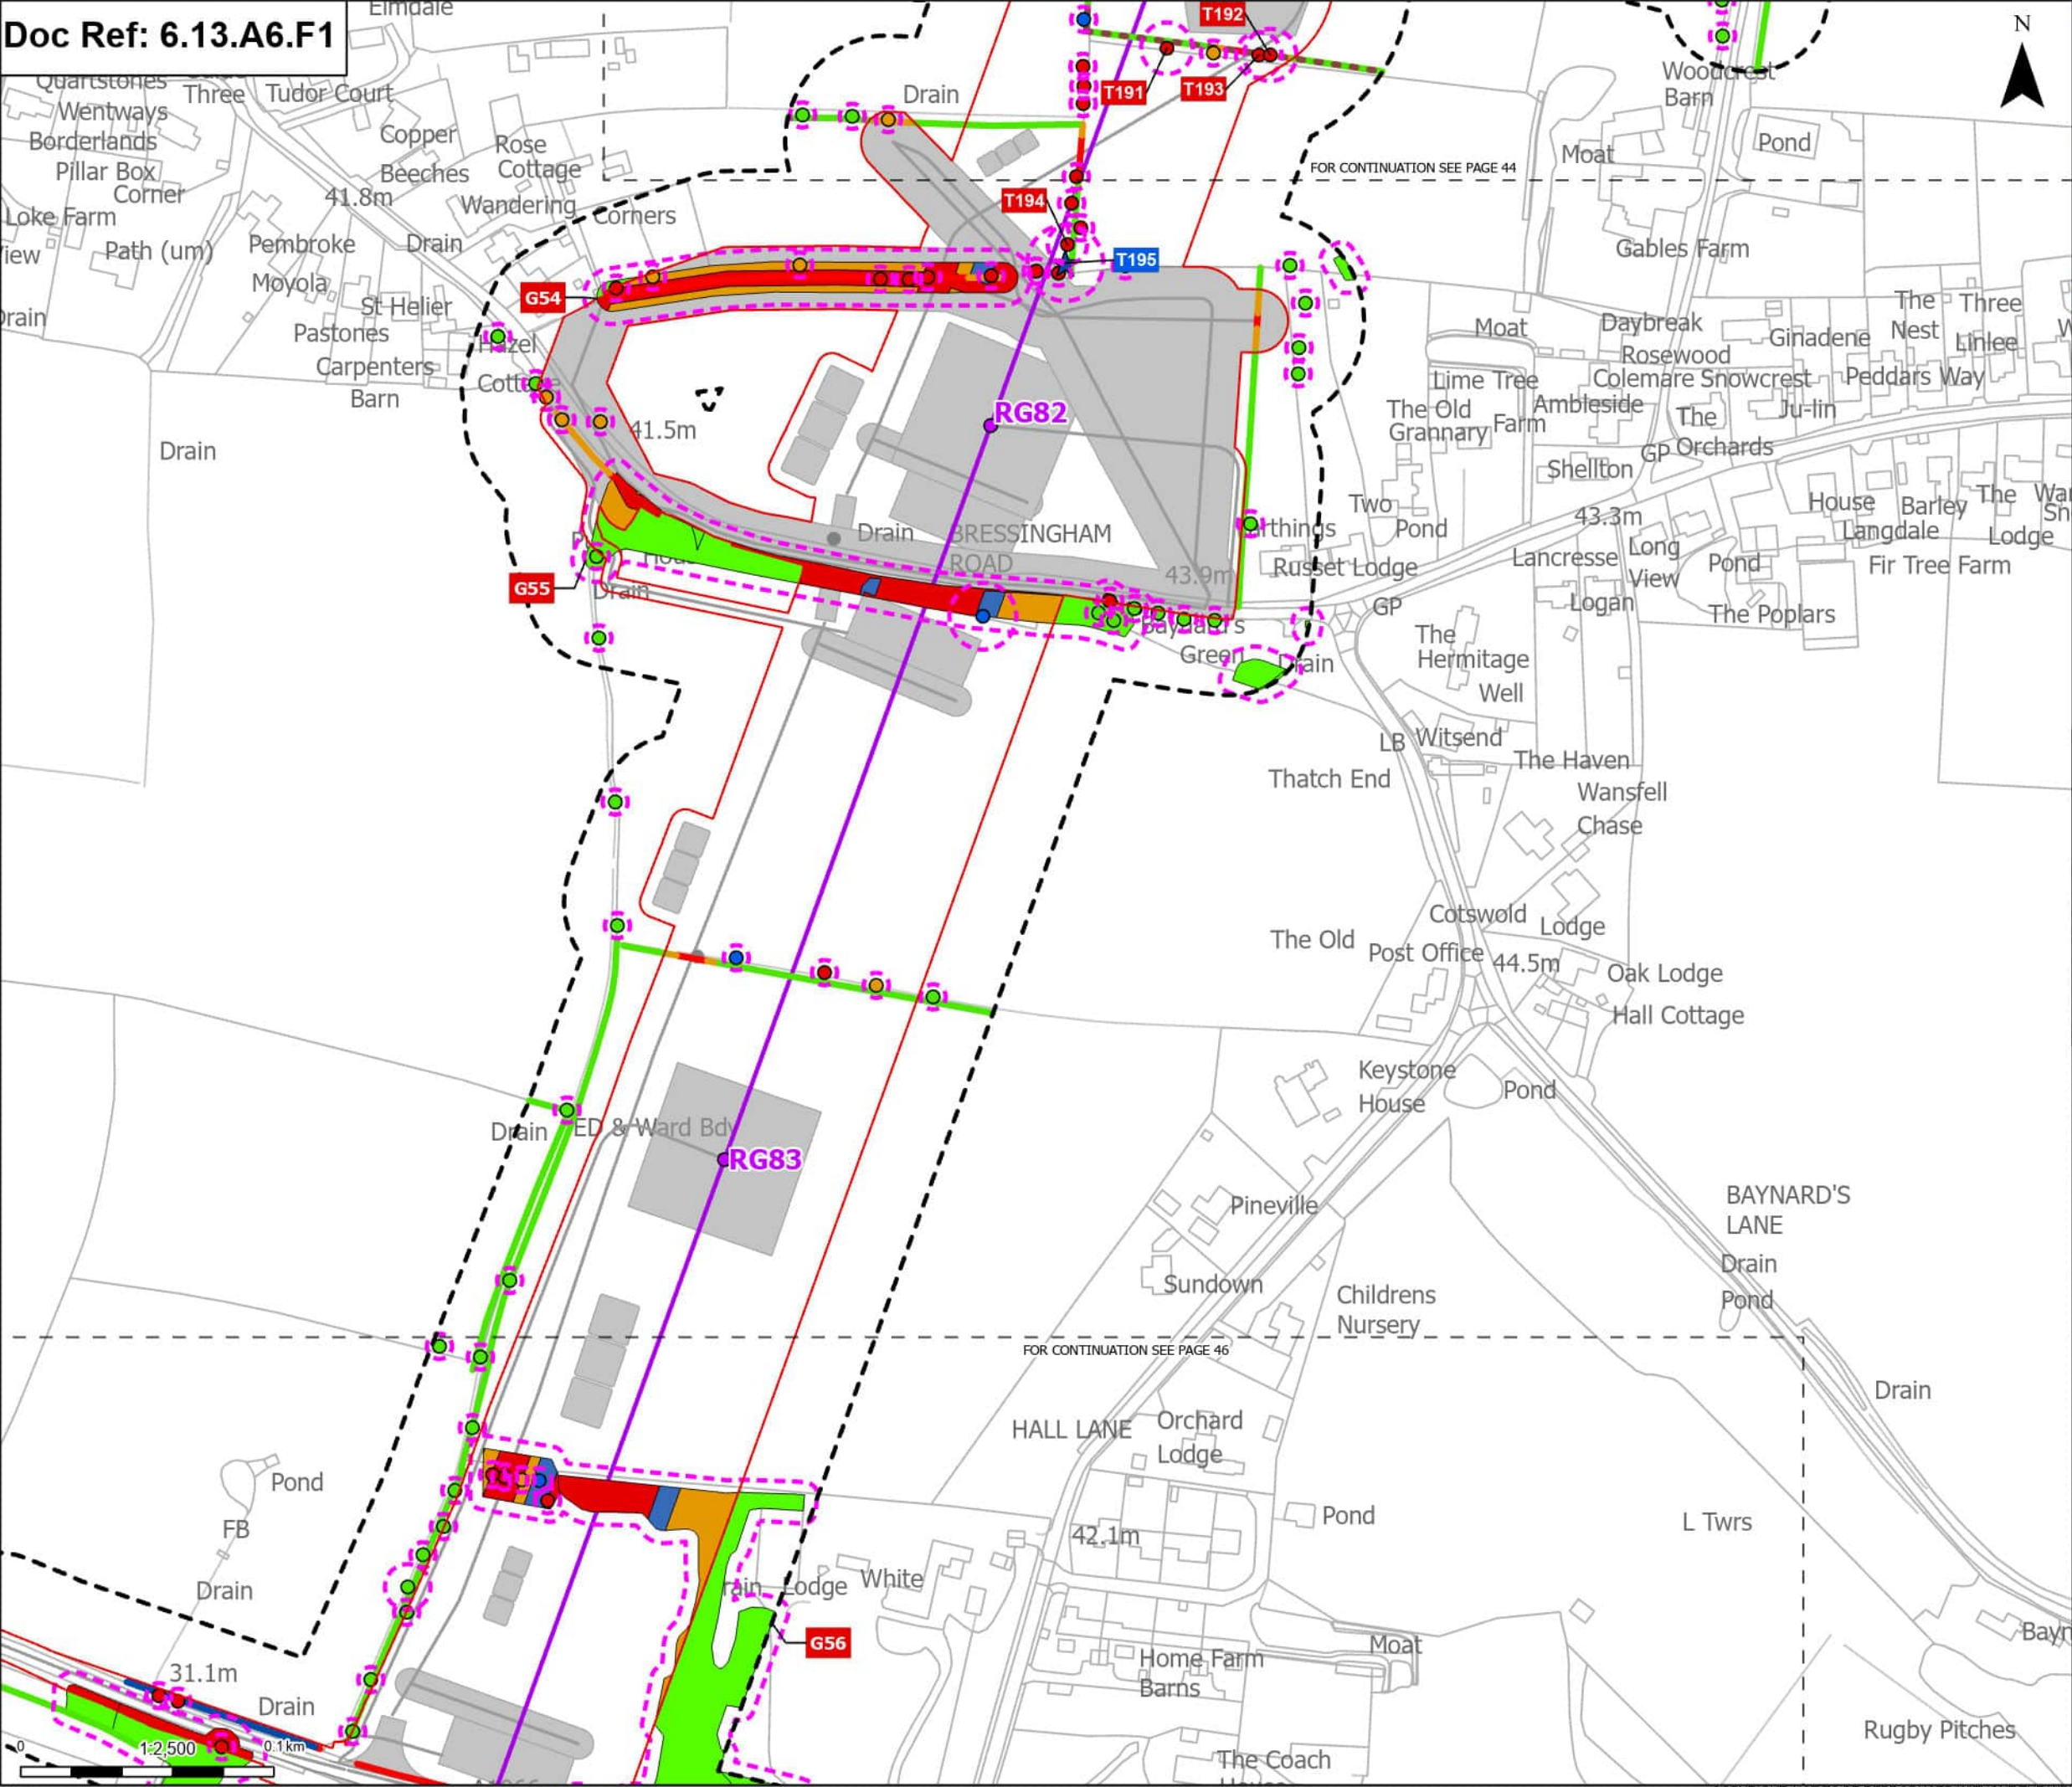 Doc Ref: 6.13.A6.F1
Elmdale
Quartstones
Three
Tudor Court
Wentways
Borderlands
Pillar Box
Corner
Copper
Beeches
Rose
Cottage
Wandering
Corners
41.8m
Loke Farm
Path (um)
Pembroke
Moyola
Drain
St Helier
Pastones
Carpenters
Barn
Hazel
Drain
Drain
T192
T191
T193
T194
T195
N
Woodcrest
Barn
Pond
Moat
FOR CONTINUATION SEE PAGE 44
Gables Farm
G54
41.5m
RG82
Drain
BRESSINGHAM
ROAD
43.9m
G55
Drain
Baynard's
Green
Drain
Moat
Daybreak
Rosewood
Colemare
Snowcrest
Ginadene
The
Nest
Three
Linlee
Peddars Way
Lime Tree
Farm
Ambleside
The Old
Grannary
The
Orchards
Ju-lin
GP
Shellton
Two
Pond
Russet Lodge
43.3m
House
Barley
Langdale
The
Lodge
Fir Tree Farm
Lancresse
Long
View
Pond
Logan
The Poplars
GP
The
Hermitage
Well
LB
Witsend
Thatch End
The Haven
Wansfell
Chase
Cotswold
Lodge
The Old
Post Office
44.5m
Oak Lodge
Hall Cottage
Keystone
House
Pond
Drain
ED & Ward Bdy
RG83
Pineville
BAYNARD'S
LANE
Drain
Pond
Sundown
Childrens
Nursery
FOR CONTINUATION SEE PAGE 46
Drain
HALL LANE
Orchard
Lodge
Pond
FB
Drain
42.1m
Pond
L Twrs
Lodge
White
G56
31.1m
Drain
Home Farm
Barns
Moat
Rugby Pitches
The Coach
0
1:2,500
0.1 km